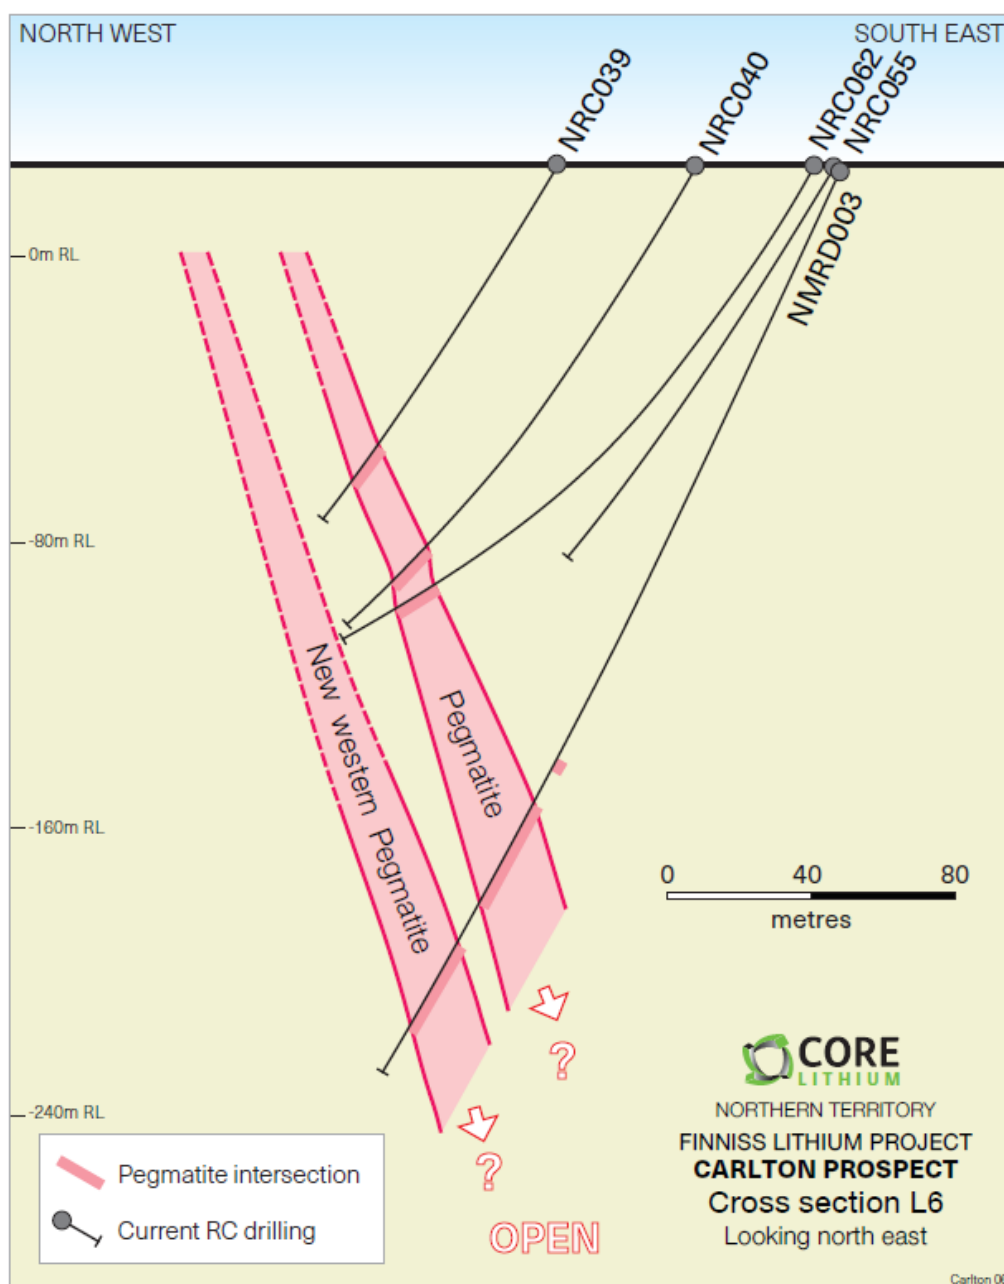 NORTH WEST
SOUTH EAST
NRC039
NRC040
NRC062
NRC055
NMRD003
0m RL
-80m RL
-160m RL
-240m RL
New western Pegmatite
Pegmatite
0 40 80
metres
?
?
OPEN
CORE
LITHIUM
NORTHERN TERRITORY
FINNISS LITHIUM PROJECT
CARLTON PROSPECT
Cross section L6
Looking north east
Pegmatite intersection
Current RC drilling
Carlton